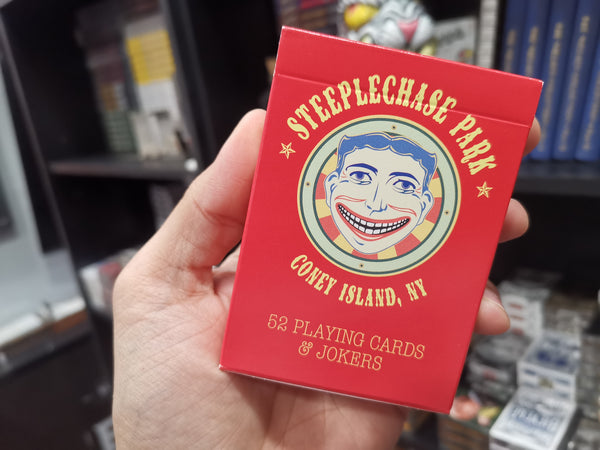 STEEPLECHASE PARK
CONEY ISLAND, NY
52 PLAYING CARDS
& JOKERS